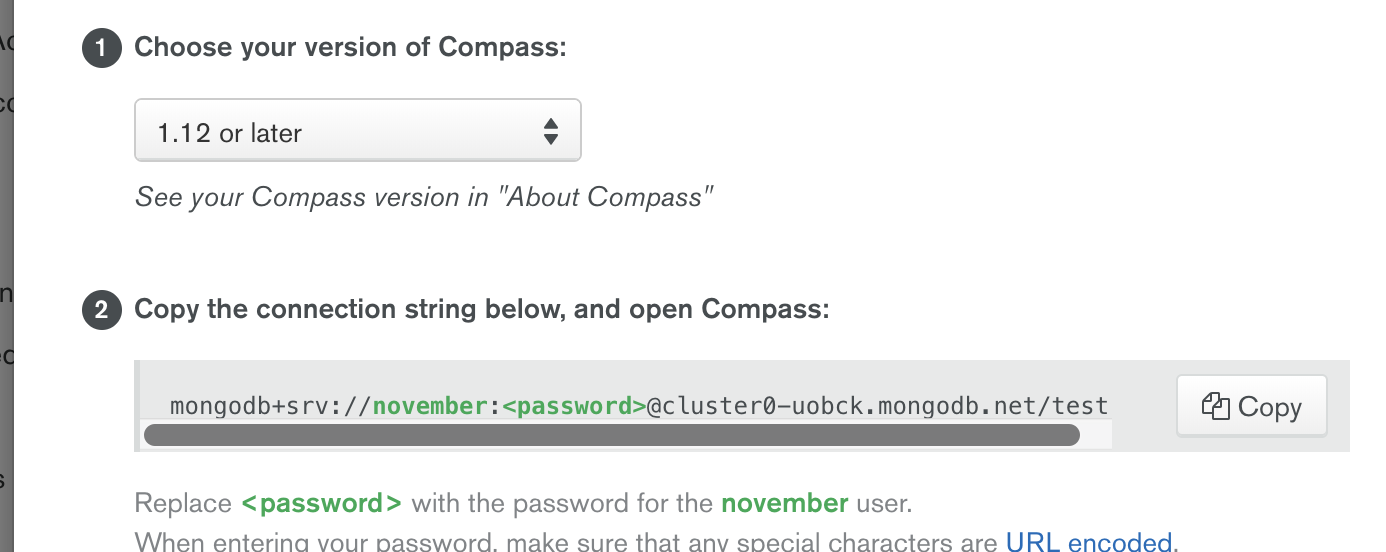 1 Choose your version of Compass:
1.12 or later
See your Compass version in "About Compass"
2 Copy the connection string below, and open Compass:
mongodb+srv://november:<password>@cluster0-uobck.mongodb.net/test
Copy
Replace <password> with the password for the november user.
When entering your password, make sure that any special characters are URL encoded.